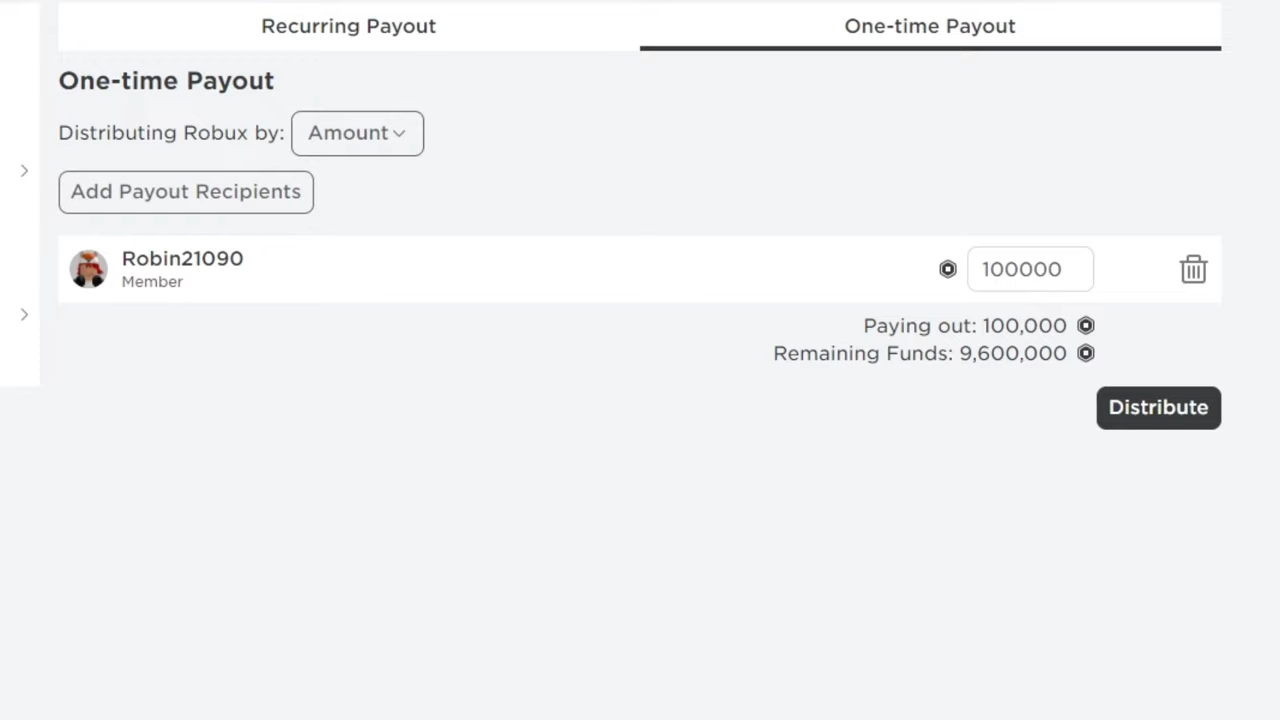 Recurring Payout
One-time Payout
One-time Payout
Distributing Robux by: Amount
Add Payout Recipients
Robin21090
Member
100000
Paying out: 100,000
Remaining Funds: 9,600,000
Distribute